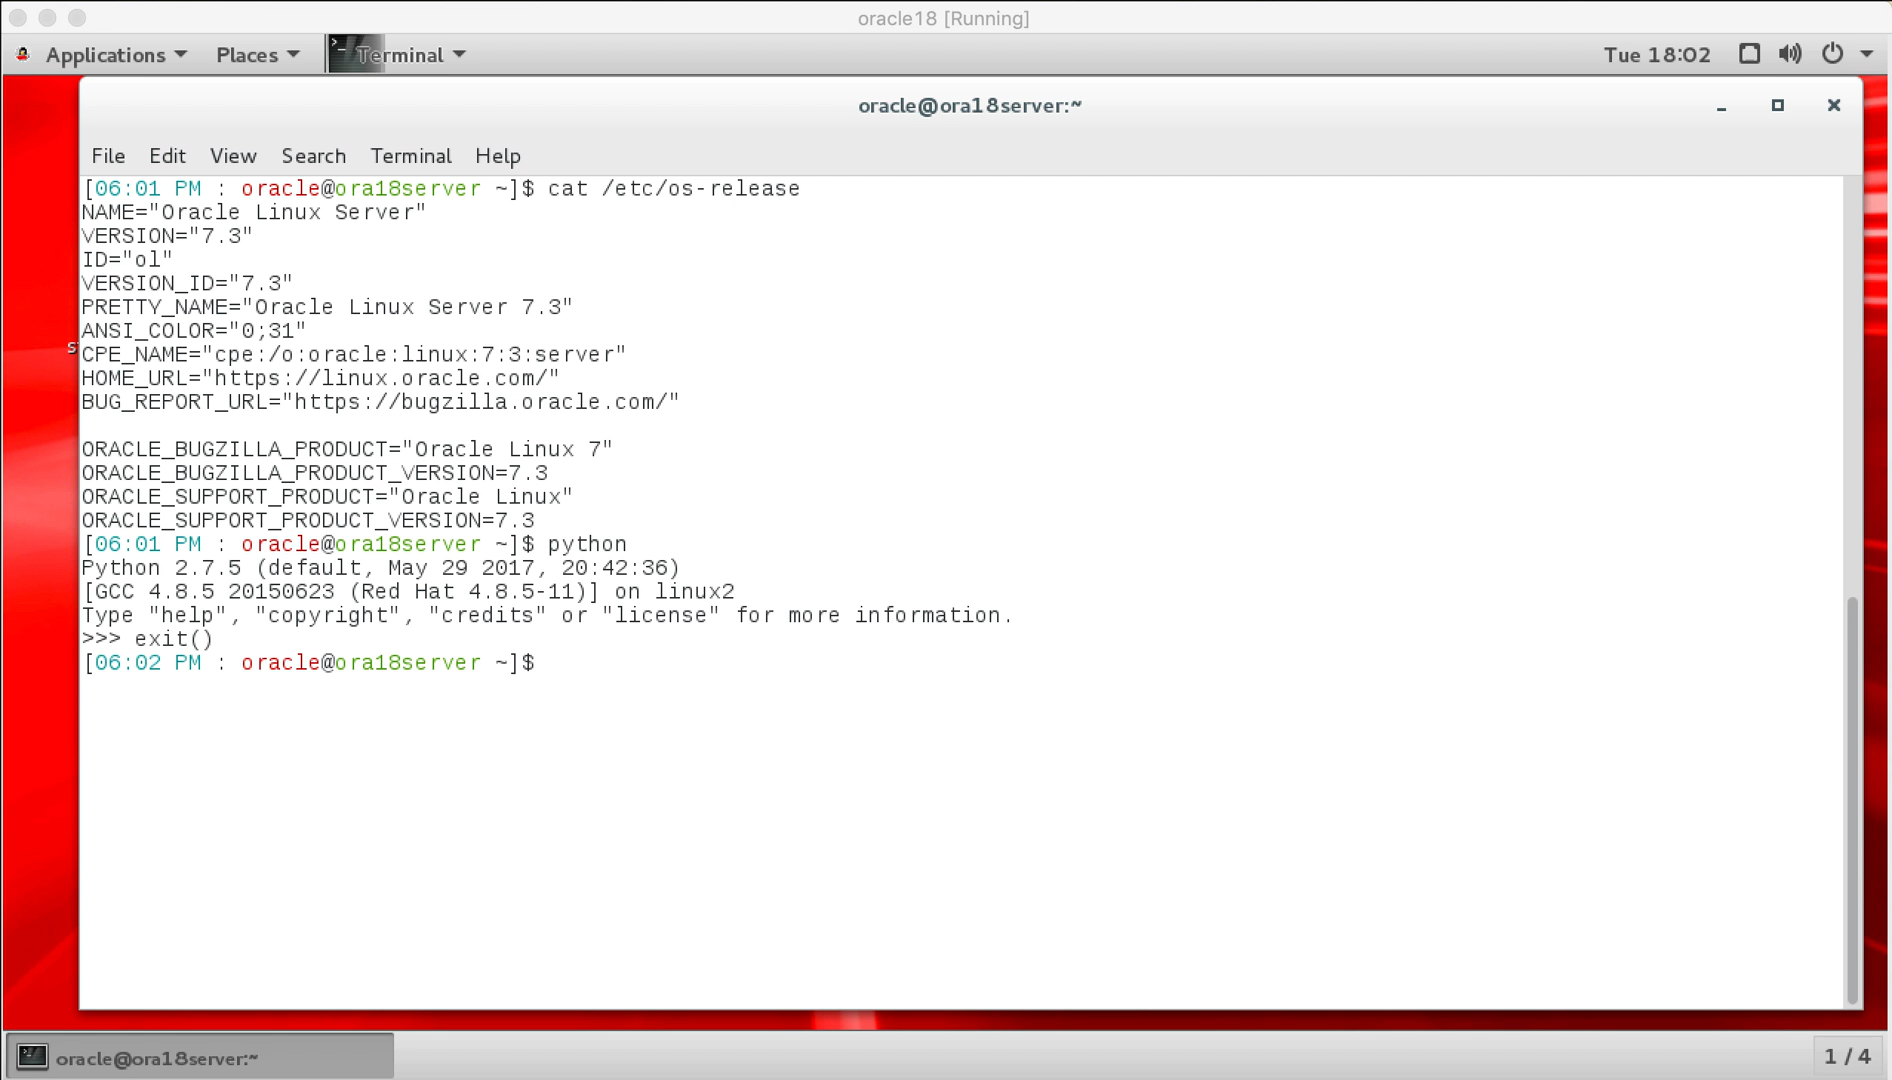 oracle18 [Running]
Applications Places Terminal Tue 18:02
oracle@ora18server:~
File Edit View Search Terminal Help
[06:01 PM : oracle@ora18server ~]$ cat /etc/os-release
NAME="Oracle Linux Server"
VERSION="7.3"
ID="ol"
VERSION_ID="7.3"
PRETTY_NAME="Oracle Linux Server 7.3"
ANSI_COLOR="0;31"
CPE_NAME="cpe:/o:oracle:linux:7:3:server"
HOME_URL="https://linux.oracle.com/"
BUG_REPORT_URL="https://bugzilla.oracle.com/"
ORACLE_BUGZILLA_PRODUCT="Oracle Linux 7"
ORACLE_BUGZILLA_PRODUCT_VERSION=7.3
ORACLE_SUPPORT_PRODUCT="Oracle Linux"
ORACLE_SUPPORT_PRODUCT_VERSION=7.3
[06:01 PM : oracle@ora18server ~]$ python
Python 2.7.5 (default, May 29 2017, 20:42:36)
[GCC 4.8.5 20150623 (Red Hat 4.8.5-11)] on linux2
Type "help", "copyright", "credits" or "license" for more information.
>>> exit()
[06:02 PM : oracle@ora18server ~]$
oracle@ora18server:~ 1 / 4